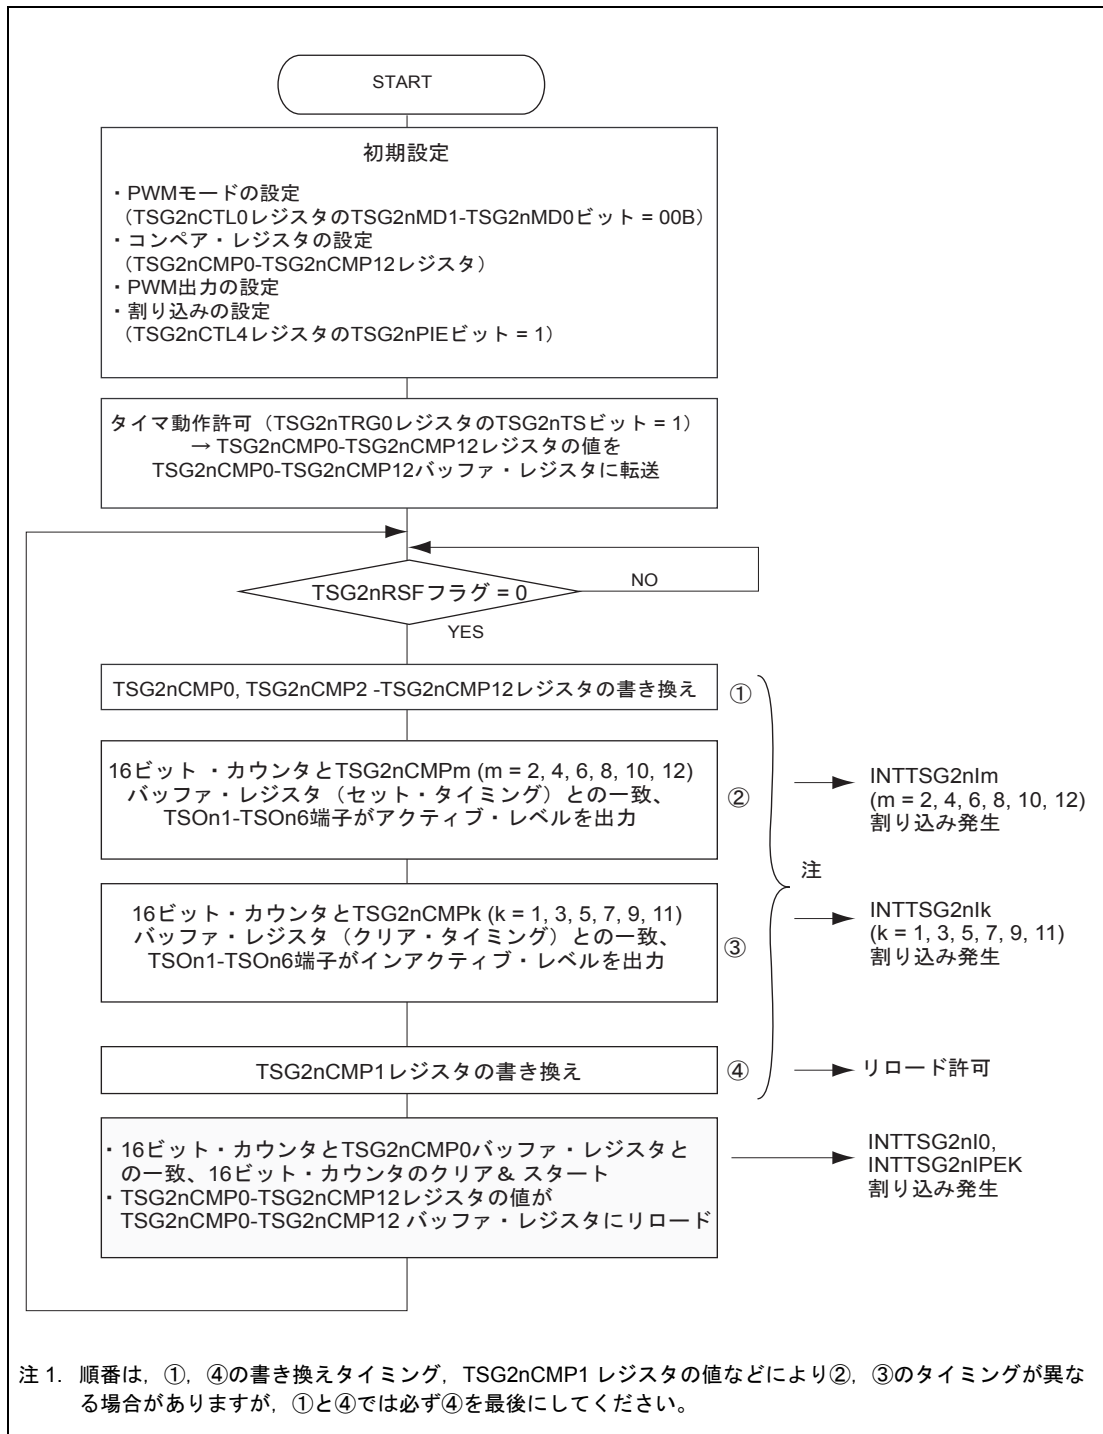 START
初期設定
・PWMモードの設定
（TSG2nCTL0レジスタのTSG2nMD1-TSG2nMD0ビット = 00B）
・コンペア・レジスタの設定
（TSG2nCMP0-TSG2nCMP12レジスタ）
・PWM出力の設定
・割り込みの設定
（TSG2nCTL4レジスタのTSG2nPIEビット = 1）
タイマ動作許可（TSG2nTRG0レジスタのTSG2nTSビット = 1）
→ TSG2nCMP0-TSG2nCMP12レジスタの値を
TSG2nCMP0-TSG2nCMP12バッファ・レジスタに転送
TSG2nRSFフラグ = 0
NO
YES
TSG2nCMP0, TSG2nCMP2 -TSG2nCMP12レジスタの書き換え
①
16ビット ・カウンタとTSG2nCMPm (m = 2, 4, 6, 8, 10, 12)
バッファ・レジスタ（セット・タイミング）との一致、
TSOn1-TSOn6端子がアクティブ・レベルを出力
②
INTTSG2nIm
(m = 2, 4, 6, 8, 10, 12)
割り込み発生
注
16ビット・カウンタとTSG2nCMPk (k = 1, 3, 5, 7, 9, 11)
バッファ・レジスタ（クリア・タイミング）との一致、
TSOn1-TSOn6端子がインアクティブ・レベルを出力
③
INTTSG2nIk
(k = 1, 3, 5, 7, 9, 11)
割り込み発生
TSG2nCMP1レジスタの書き換え
④
リロード許可
・16ビット・カウンタとTSG2nCMP0バッファ・レジスタと
の一致、16ビット・カウンタのクリア& スタート
・TSG2nCMP0-TSG2nCMP12レジスタの値が
TSG2nCMP0-TSG2nCMP12 バッファ・レジスタにリロード
INTTSG2nI0,
INTTSG2nIPEK
割り込み発生
注 1. 順番は，①，④の書き換えタイミング，TSG2nCMP1 レジスタの値などにより②，③のタイミングが異な
る場合がありますが，①と④では必ず④を最後にしてください。